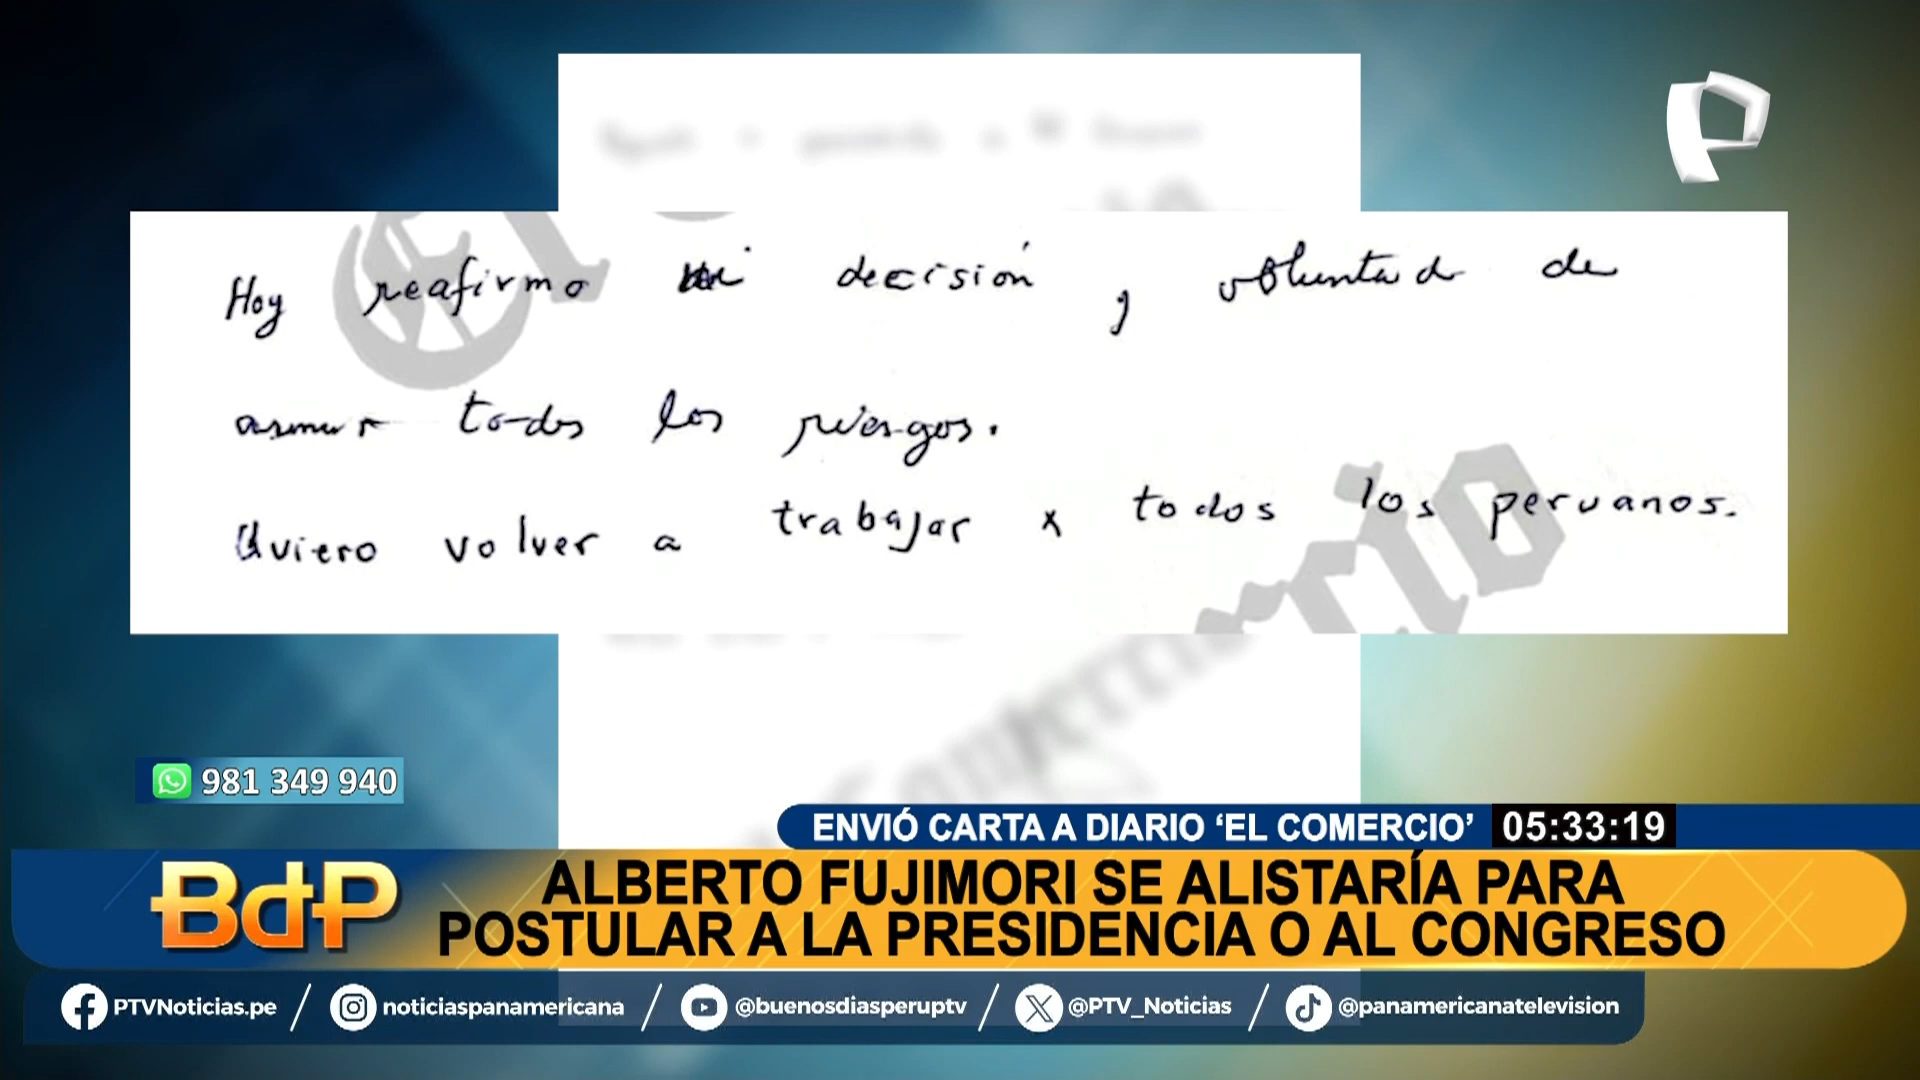 Hoy reafirmo mi decisión y voluntad de
asumir todos los riesgos.
Quiero volver a trabajar x todos los peruanos.
981 349 940
ENVIÓ CARTA A DIARIO ‘EL COMERCIO’ 05:33:19
BdP
ALBERTO FUJIMORI SE ALISTARÍA PARA
POSTULAR A LA PRESIDENCIA O AL CONGRESO
PTVNoticias.pe / noticiaspanamericana / @buenosdiasperuptv / @PTV_Noticias / @panamericanatelevision